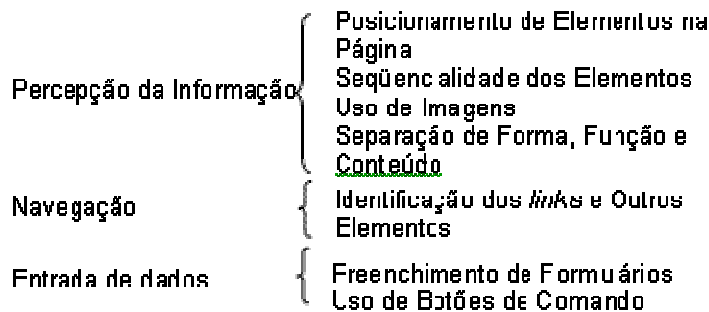 Percepção da Informação
Posicionamento de Elementos na
Página
Seqüencialidade dos Elementos
Uso de Imagens
Separação de Forma, Função e
Conteúdo
Navegação
Identificação dos links e Outros
Elementos
Entrada de dados
Preenchimento de Formulários
Uso de Botões de Comando